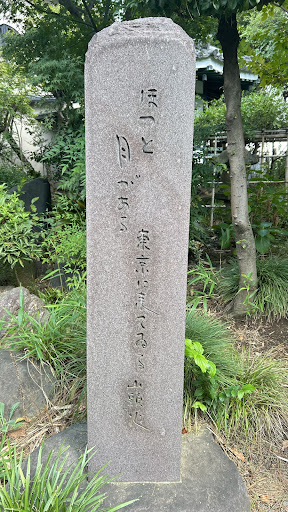 ほつと
月がある
東京に来てゐる
山頭火